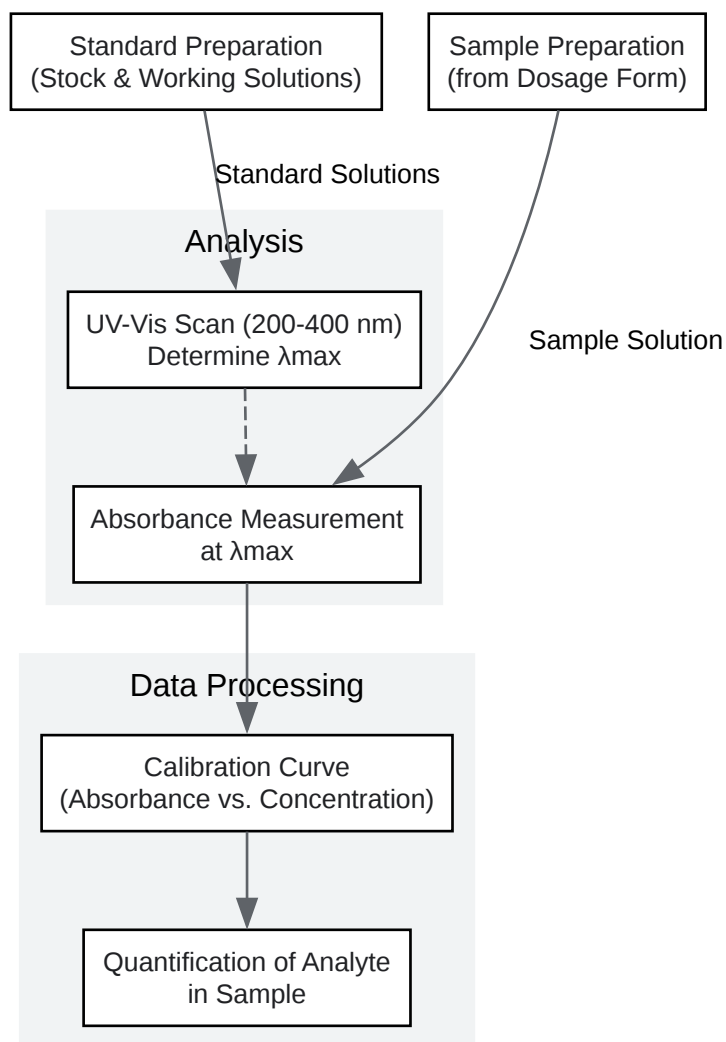 Standard Preparation
(Stock & Working Solutions)
Sample Preparation
(from Dosage Form)
Standard Solutions
Analysis
UV-Vis Scan (200-400 nm)
Determine λmax
Sample Solution
Absorbance Measurement
at λmax
Data Processing
Calibration Curve
(Absorbance vs. Concentration)
Quantification of Analyte
in Sample